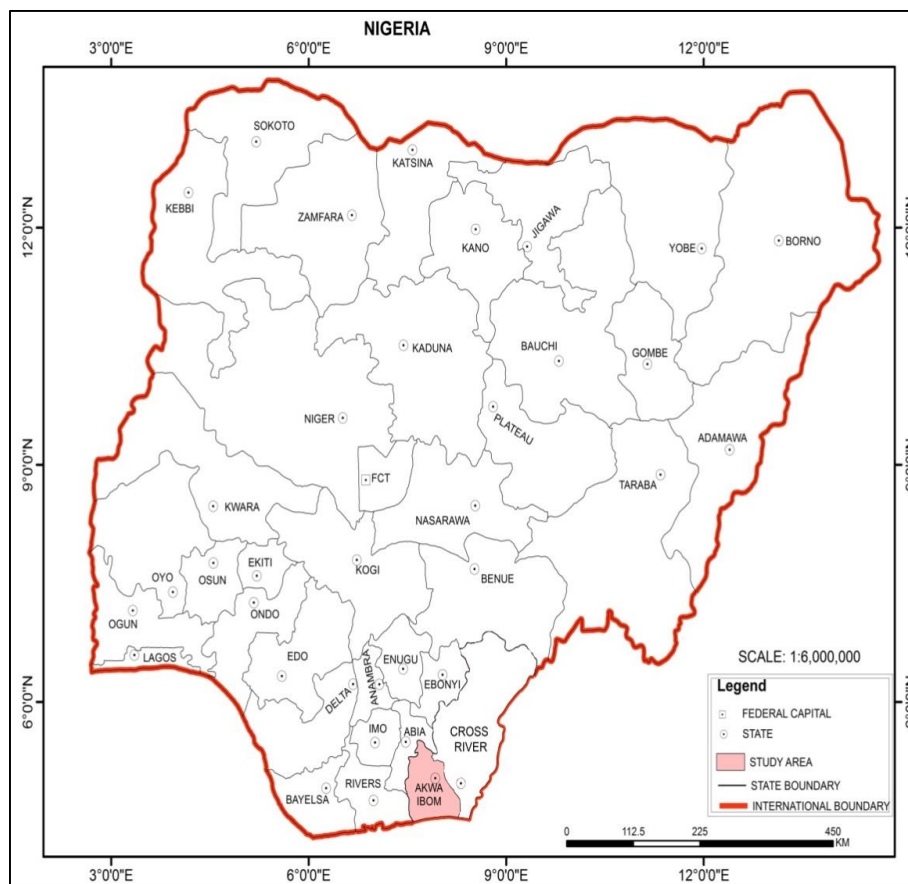 NIGERIA
3°0'0"E 6°0'0"E 9°0'0"E 12°0'0"E
SOKOTO
KATSINA
KEBBI
ZAMFARA
12°0'0"N
KANO
JIGAWA
YOBE
BORNO
KADUNA
BAUCHI
GOMBE
NIGER
PLATEAU
ADAMAWA
9°0'0"N
FCT
TARABA
KWARA
NASARAWA
OYO
OSUN
EKITI
KOGI
BENUE
OGUN
ONDO
LAGOS
EDO
ENUGU
ANAMBRA
EBONYI
DELTA
6°0'0"N
IMO
ABIA
CROSS
RIVER
BAYELSA
RIVERS
AKWA
IBOM
SCALE: 1:6,000,000
Legend
FEDERAL CAPITAL
STATE
STUDY AREA
STATE BOUNDARY
INTERNATIONAL BOUNDARY
0 112.5 225 450
KM
3°0'0"E 6°0'0"E 9°0'0"E 12°0'0"E